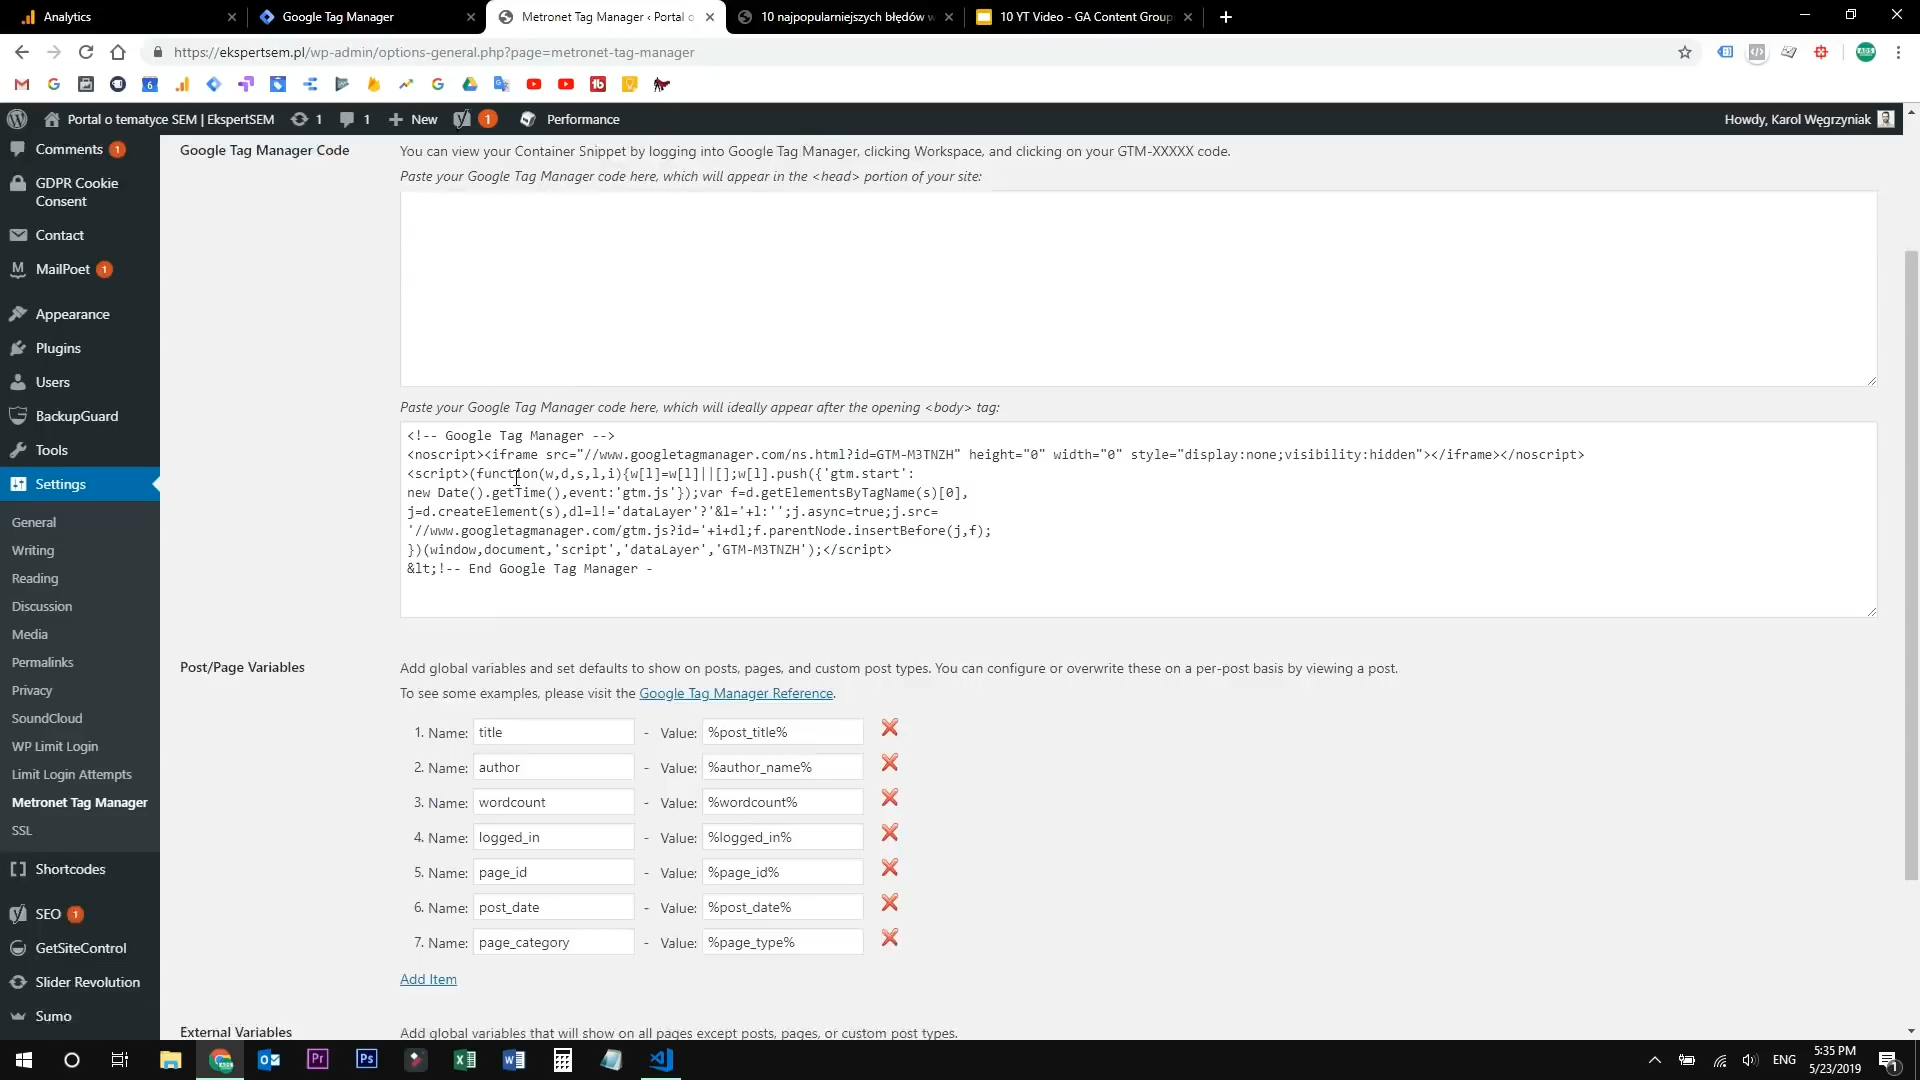 Analytics
Google Tag Manager
Metronet Tag Manager ‹ Portal o
10 najpopularniejszych błędów w
10 YT Video - GA Content Group
https://ekspertsem.pl/wp-admin/options-general.php?page=metronet-tag-manager
Portal o tematyce SEM | EkspertSEM
1
1
New
1
Performance
Howdy, Karol Węgrzyniak
Comments 1
GDPR Cookie
Consent
Contact
MailPoet 1
Appearance
Plugins
Users
BackupGuard
Tools
Settings
General
Writing
Reading
Discussion
Media
Permalinks
Privacy
SoundCloud
WP Limit Login
Limit Login Attempts
Metronet Tag Manager
SSL
Shortcodes
SEO 1
GetSiteControl
Slider Revolution
Sumo
Google Tag Manager Code
You can view your Container Snippet by logging into Google Tag Manager, clicking Workspace, and clicking on your GTM-XXXXX code.
Paste your Google Tag Manager code here, which will appear in the <head> portion of your site:
Paste your Google Tag Manager code here, which will ideally appear after the opening <body> tag:
<!-- Google Tag Manager -->
<noscript><iframe src="//www.googletagmanager.com/ns.html?id=GTM-M3TNZH" height="0" width="0" style="display:none;visibility:hidden"></iframe></noscript>
<script>(function(w,d,s,l,i){w[l]=w[l]||[];w[l].push({'gtm.start':
new Date().getTime(),event:'gtm.js'});var f=d.getElementsByTagName(s)[0],
j=d.createElement(s),dl=l!='dataLayer'?'&l='+l:'';j.async=true;j.src=
'//www.googletagmanager.com/gtm.js?id='+i+dl;f.parentNode.insertBefore(j,f);
})(window,document,'script','dataLayer','GTM-M3TNZH');</script>
&lt;!-- End Google Tag Manager -
Post/Page Variables
Add global variables and set defaults to show on posts, pages, and custom post types. You can configure or overwrite these on a per-post basis by viewing a post.
To see some examples, please visit the Google Tag Manager Reference.
1. Name: title - Value: %post_title%
2. Name: author - Value: %author_name%
3. Name: wordcount - Value: %wordcount%
4. Name: logged_in - Value: %logged_in%
5. Name: page_id - Value: %page_id%
6. Name: post_date - Value: %post_date%
7. Name: page_category - Value: %page_type%
Add Item
External Variables
Add global variables that will show on all pages except posts, pages, or custom post types.
ENG
5:35 PM
5/23/2019
1